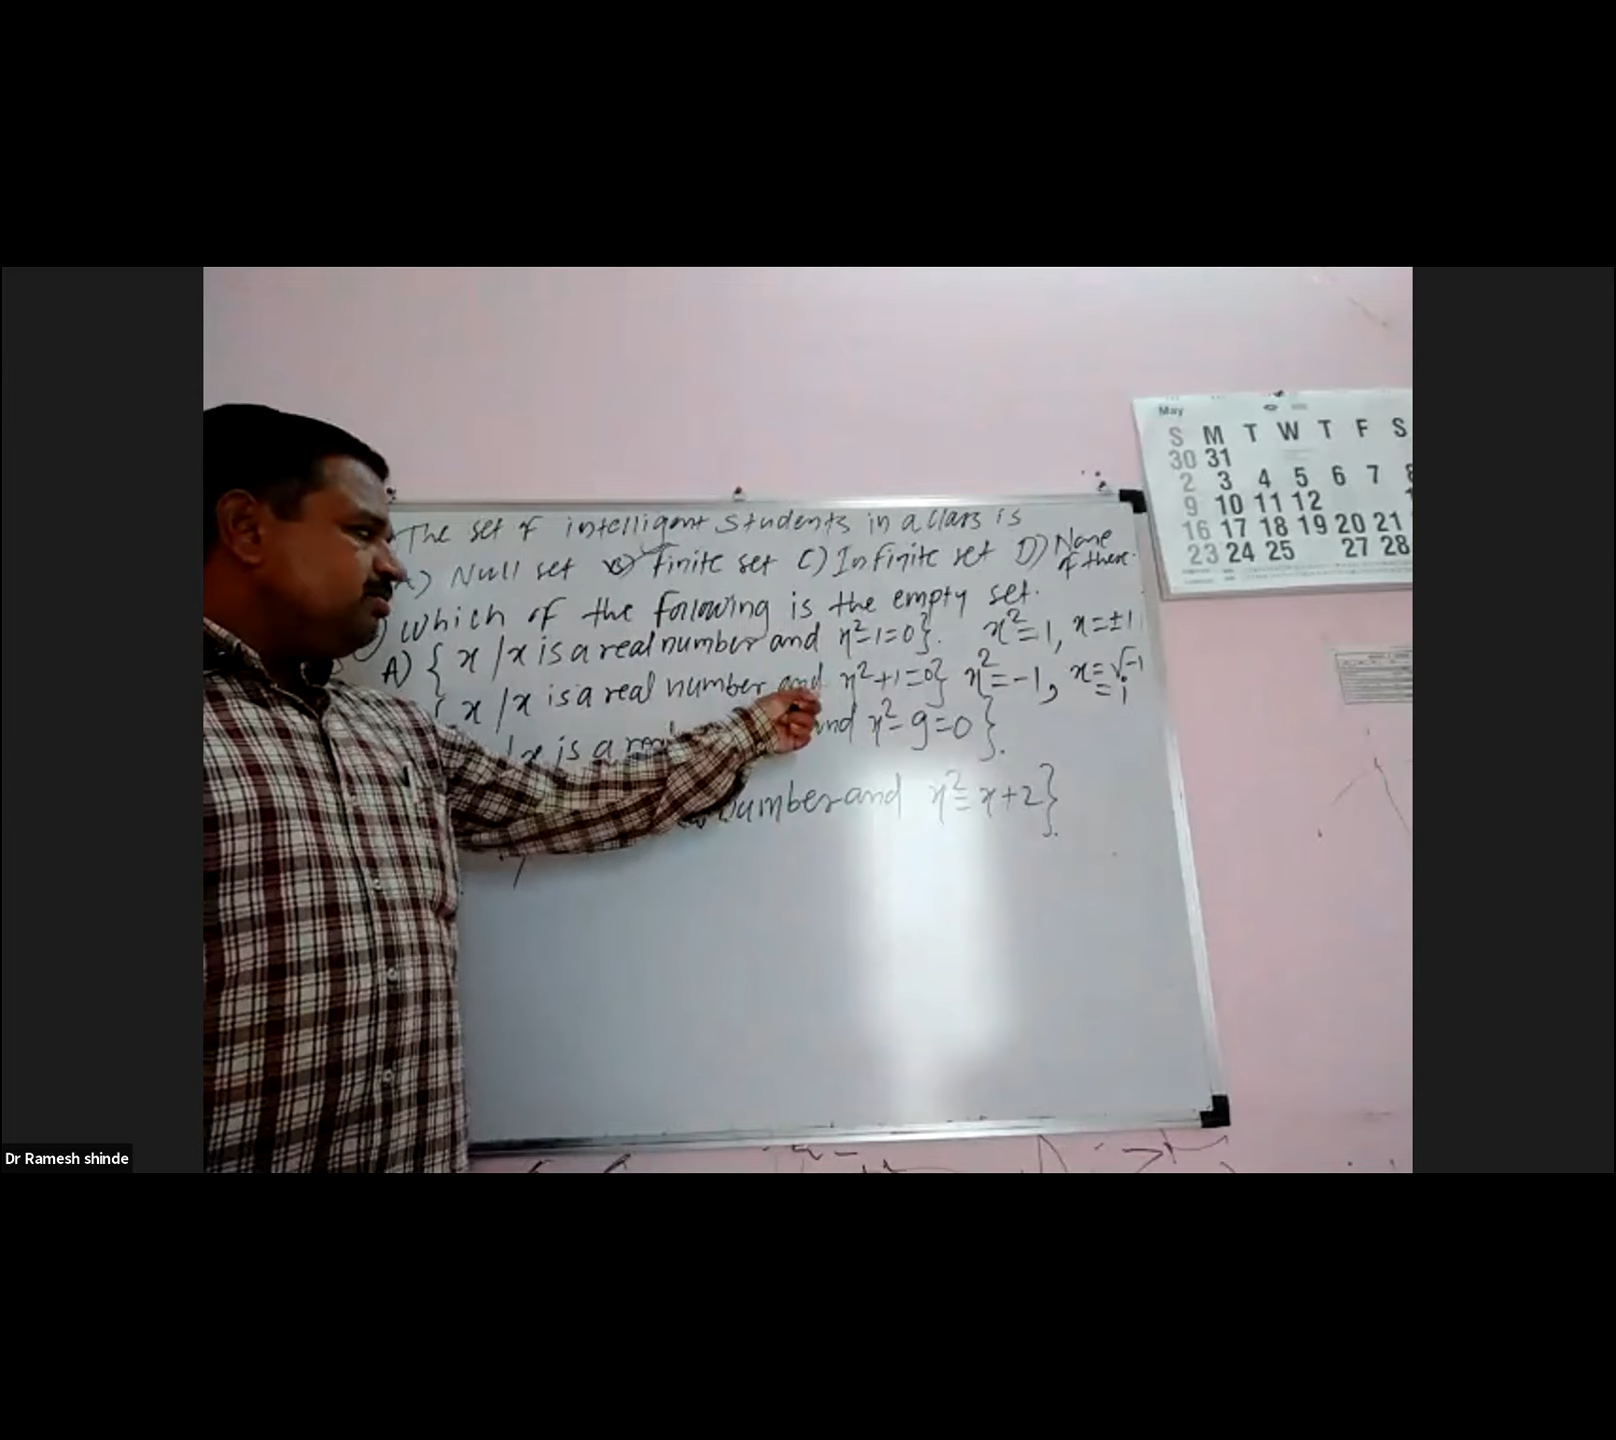 The set of intelligent students in a class is
A) Null set B) Finite set C) Infinite set D) None of these.
) Which of the following is the empty set.
A) { x / x is a real number and x²-1=0}. x²=1, x=±1
{ x / x is a real number and x²+1=0} x²=-1, x=√-1 = i
/ x is a real and x²-9=0}.
number and x²=x+2}.
May
S M T W T F S
30 31
2 3 4 5 6 7 8
9 10 11 12
16 17 18 19 20 21
23 24 25 27 28
Dr Ramesh shinde